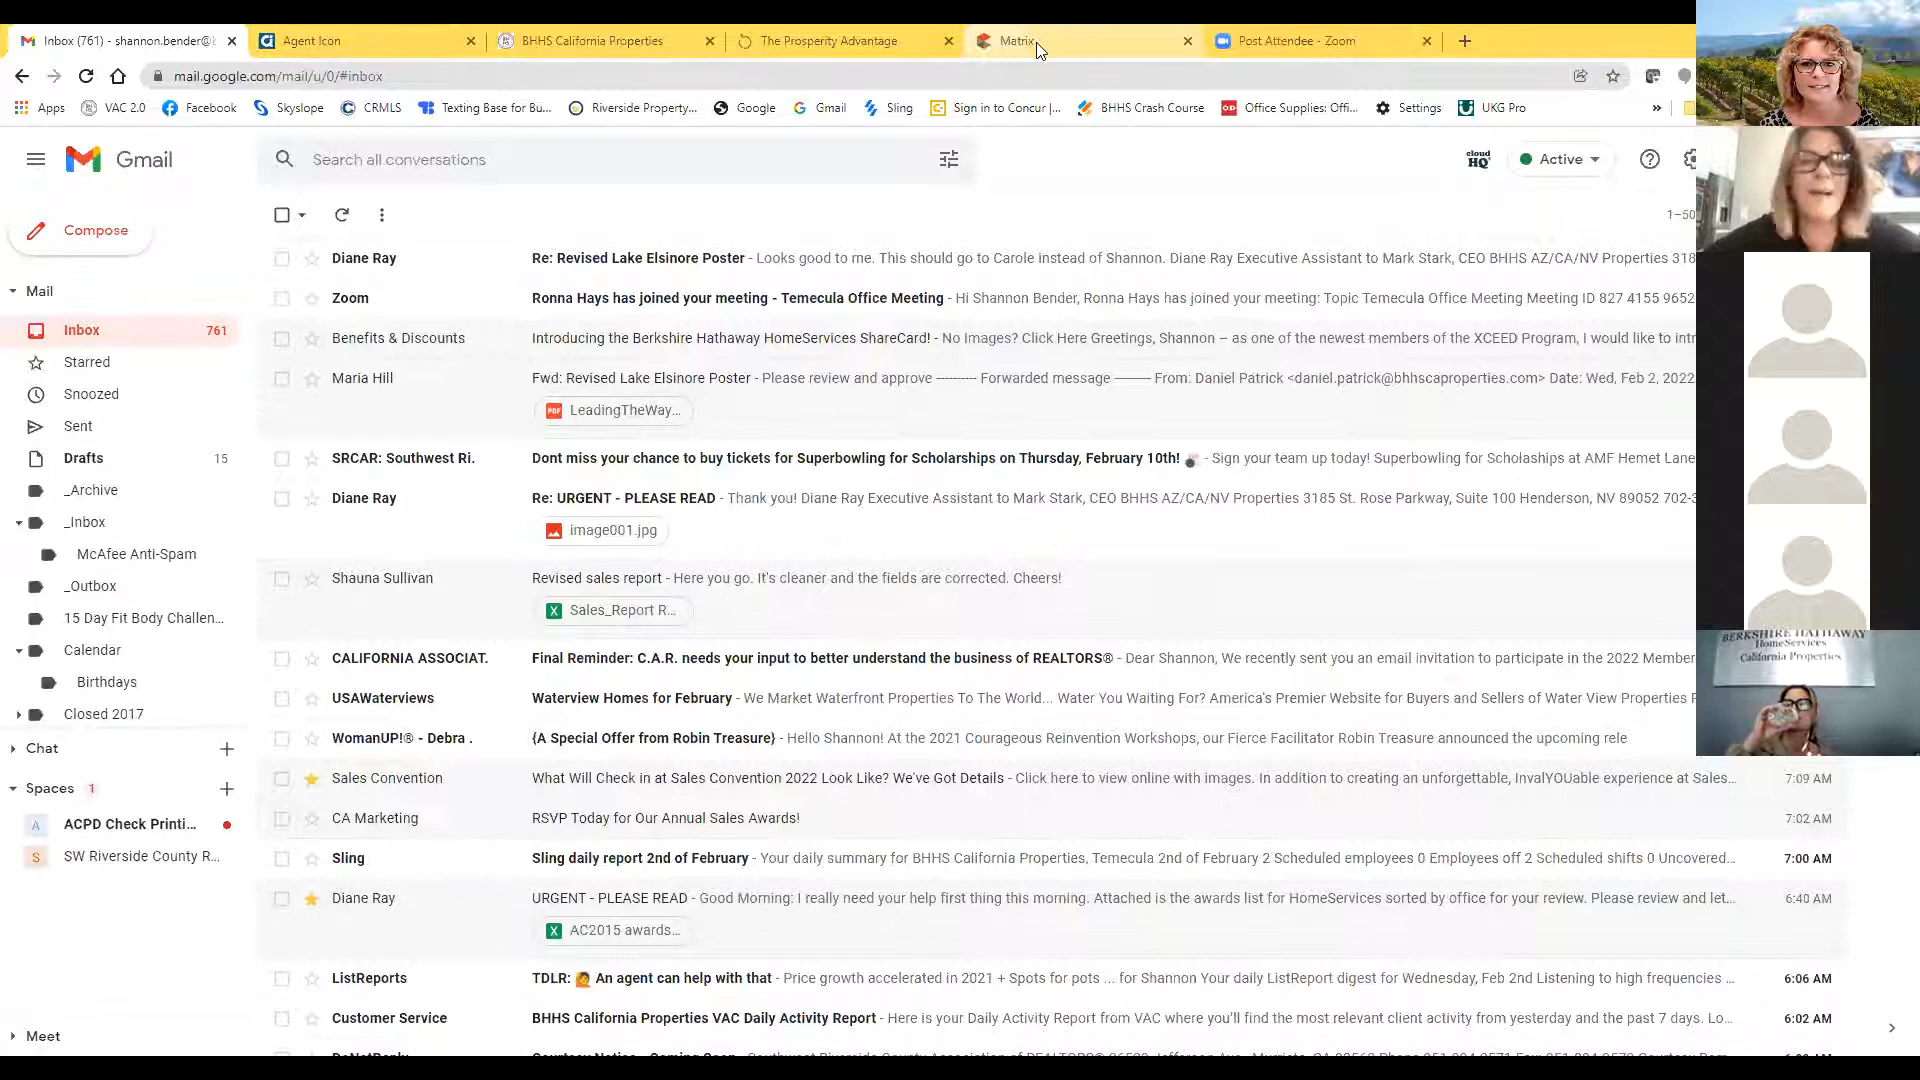 Inbox (761) - shannon.bender@
Agent Icon
BHHS California Properties
The Prosperity Advantage
Matrix
Post Attendee - Zoom
mail.google.com/mail/u/0/#inbox
Apps
VAC 2.0
Facebook
Skyslope
CRMLS
Texting Base for Bu...
Riverside Property...
Google
Gmail
Sling
Sign in to Concur |...
BHHS Crash Course
Office Supplies: Offi...
Settings
UKG Pro
»
Gmail
Search all conversations
cloud HQ
Active
1–50
Compose
Mail
Inbox 761
Starred
Snoozed
Sent
Drafts 15
_Archive
_Inbox
McAfee Anti-Spam
_Outbox
15 Day Fit Body Challen...
Calendar
Birthdays
Closed 2017
Chat
Spaces 1
A ACPD Check Printi...
S SW Riverside County R...
Meet
Diane Ray Re: Revised Lake Elsinore Poster - Looks good to me. This should go to Carole instead of Shannon. Diane Ray Executive Assistant to Mark Stark, CEO BHHS AZ/CA/NV Properties 318
Zoom Ronna Hays has joined your meeting - Temecula Office Meeting - Hi Shannon Bender, Ronna Hays has joined your meeting: Topic Temecula Office Meeting Meeting ID 827 4155 9652
Benefits & Discounts Introducing the Berkshire Hathaway HomeServices ShareCard! - No Images? Click Here Greetings, Shannon – as one of the newest members of the XCEED Program, I would like to intr
Maria Hill Fwd: Revised Lake Elsinore Poster - Please review and approve ---------- Forwarded message --------- From: Daniel Patrick <daniel.patrick@bhhscaproperties.com> Date: Wed, Feb 2, 2022
PDF LeadingTheWay...
SRCAR: Southwest Ri. Dont miss your chance to buy tickets for Superbowling for Scholarships on Thursday, February 10th! 🎳 - Sign your team up today! Superbowling for Scholaships at AMF Hemet Lane
Diane Ray Re: URGENT - PLEASE READ - Thank you! Diane Ray Executive Assistant to Mark Stark, CEO BHHS AZ/CA/NV Properties 3185 St. Rose Parkway, Suite 100 Henderson, NV 89052 702-3
image001.jpg
Shauna Sullivan Revised sales report - Here you go. It's cleaner and the fields are corrected. Cheers!
X Sales_Report R...
CALIFORNIA ASSOCIAT. Final Reminder: C.A.R. needs your input to better understand the business of REALTORS® - Dear Shannon, We recently sent you an email invitation to participate in the 2022 Member
USAWaterviews Waterview Homes for February - We Market Waterfront Properties To The World... Water You Waiting For? America's Premier Website for Buyers and Sellers of Water View Properties F
WomanUP!® - Debra . {A Special Offer from Robin Treasure} - Hello Shannon! At the 2021 Courageous Reinvention Workshops, our Fierce Facilitator Robin Treasure announced the upcoming rele
Sales Convention What Will Check in at Sales Convention 2022 Look Like? We've Got Details - Click here to view online with images. In addition to creating an unforgettable, InvalYOUable experience at Sales... 7:09 AM
CA Marketing RSVP Today for Our Annual Sales Awards! 7:02 AM
Sling Sling daily report 2nd of February - Your daily summary for BHHS California Properties, Temecula 2nd of February 2 Scheduled employees 0 Employees off 2 Scheduled shifts 0 Uncovered... 7:00 AM
Diane Ray URGENT - PLEASE READ - Good Morning: I really need your help first thing this morning. Attached is the awards list for HomeServices sorted by office for your review. Please review and let... 6:40 AM
X AC2015 awards...
ListReports TDLR: 🙋 An agent can help with that - Price growth accelerated in 2021 + Spots for pots ... for Shannon Your daily ListReport digest for Wednesday, Feb 2nd Listening to high frequencies ... 6:06 AM
Customer Service BHHS California Properties VAC Daily Activity Report - Here is your Daily Activity Report from VAC where you'll find the most relevant client activity from yesterday and the past 7 days. Lo... 6:02 AM
BERKSHIRE HATHAWAY
HomeServices
California Properties